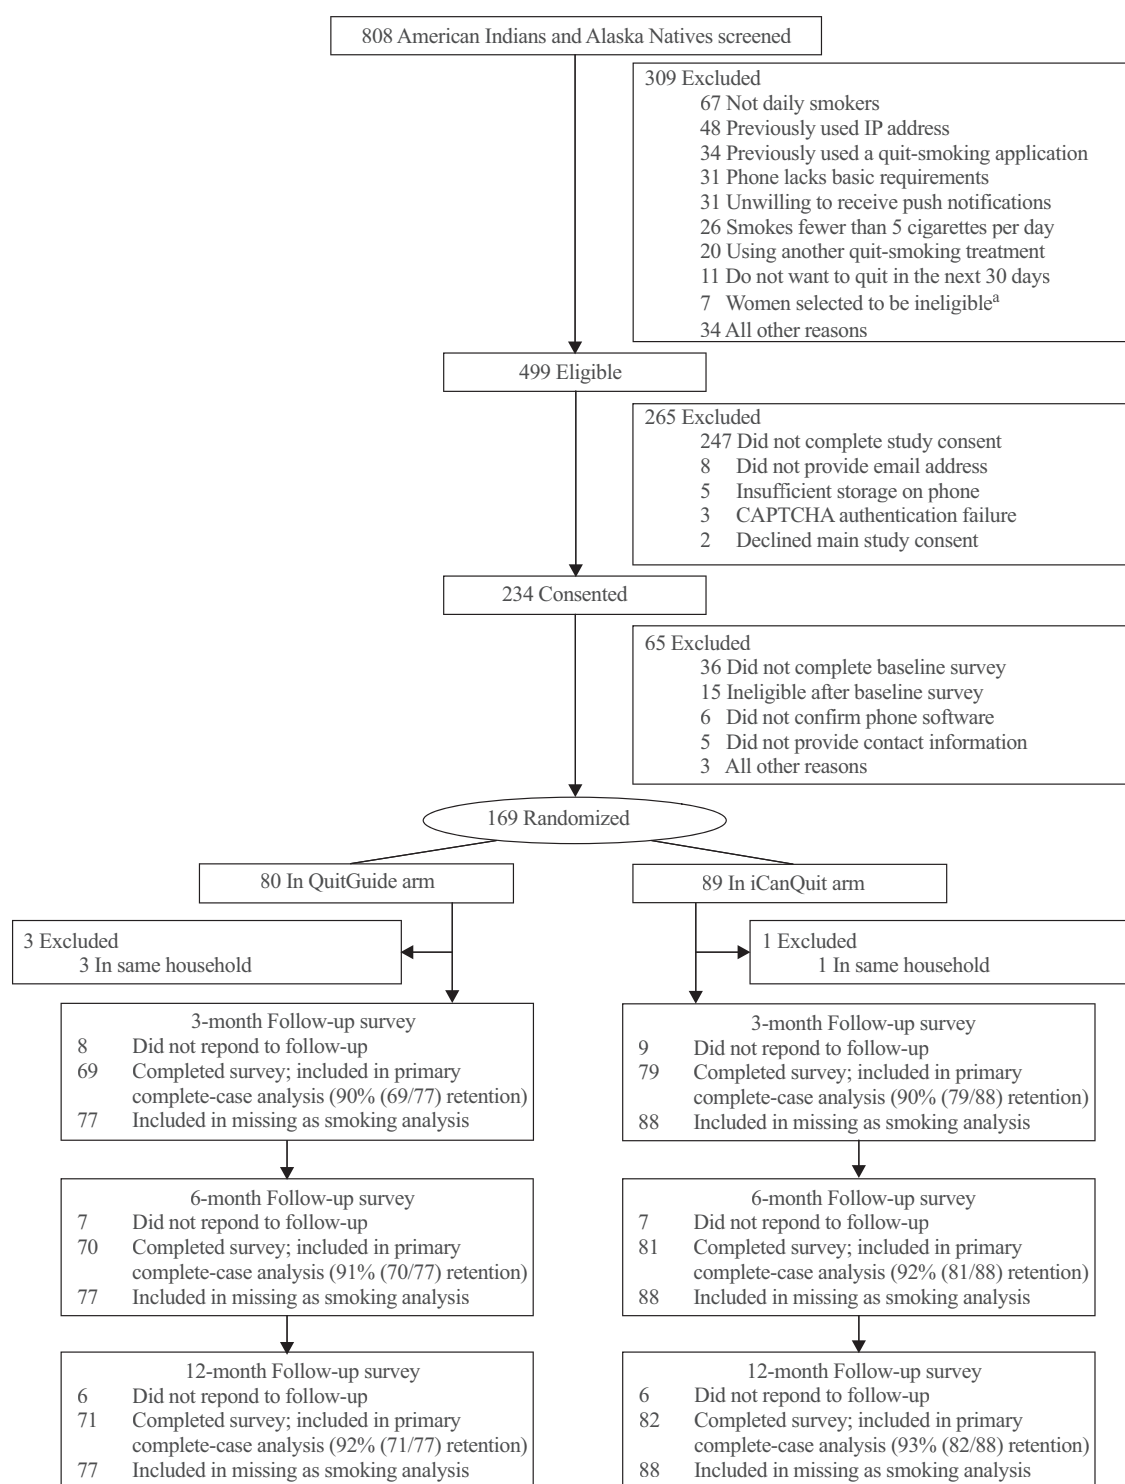 808 American Indians and Alaska Natives screened
309 Excluded
67 Not daily smokers
48 Previously used IP address
34 Previously used a quit-smoking application
31 Phone lacks basic requirements
31 Unwilling to receive push notifications
26 Smokes fewer than 5 cigarettes per day
20 Using another quit-smoking treatment
11 Do not want to quit in the next 30 days
7 Women selected to be ineligibleᵃ
34 All other reasons
499 Eligible
265 Excluded
247 Did not complete study consent
8 Did not provide email address
5 Insufficient storage on phone
3 CAPTCHA authentication failure
2 Declined main study consent
234 Consented
65 Excluded
36 Did not complete baseline survey
15 Ineligible after baseline survey
6 Did not confirm phone software
5 Did not provide contact information
3 All other reasons
169 Randomized
80 In QuitGuide arm
3 Excluded
3 In same household
3-month Follow-up survey
8 Did not repond to follow-up
69 Completed survey; included in primary
complete-case analysis (90% (69/77) retention)
77 Included in missing as smoking analysis
6-month Follow-up survey
7 Did not repond to follow-up
70 Completed survey; included in primary
complete-case analysis (91% (70/77) retention)
77 Included in missing as smoking analysis
12-month Follow-up survey
6 Did not repond to follow-up
71 Completed survey; included in primary
complete-case analysis (92% (71/77) retention)
77 Included in missing as smoking analysis
89 In iCanQuit arm
1 Excluded
1 In same household
3-month Follow-up survey
9 Did not repond to follow-up
79 Completed survey; included in primary
complete-case analysis (90% (79/88) retention)
88 Included in missing as smoking analysis
6-month Follow-up survey
7 Did not repond to follow-up
81 Completed survey; included in primary
complete-case analysis (92% (81/88) retention)
88 Included in missing as smoking analysis
12-month Follow-up survey
6 Did not repond to follow-up
82 Completed survey; included in primary
complete-case analysis (93% (82/88) retention)
88 Included in missing as smoking analysis